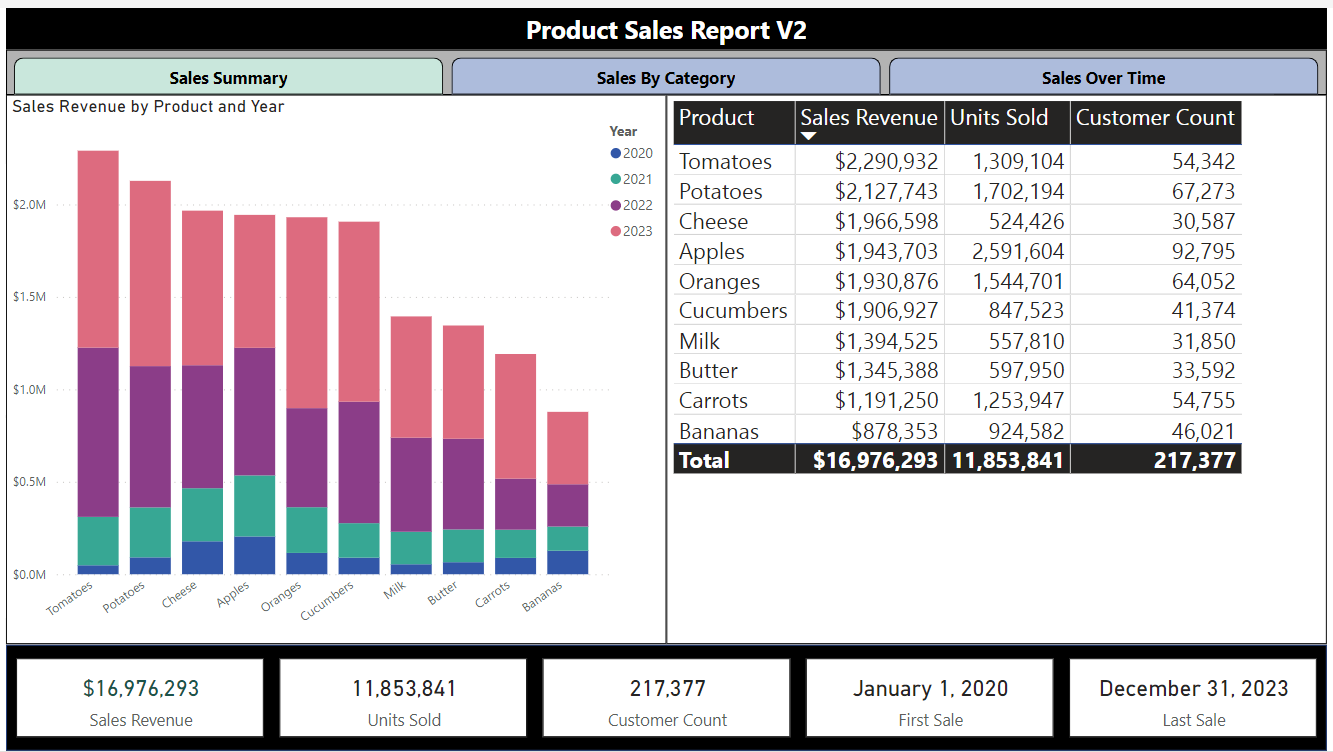 Product Sales Report V2
Sales Summary Sales By Category Sales Over Time
Sales Revenue by Product and Year
Year
2020
2021
2022
2023
$2.0M
$1.5M
$1.0M
$0.5M
$0.0M
Tomatoes Potatoes Cheese Apples Oranges Cucumbers Milk Butter Carrots Bananas
Product Sales Revenue Units Sold Customer Count
Tomatoes $2,290,932 1,309,104 54,342
Potatoes $2,127,743 1,702,194 67,273
Cheese $1,966,598 524,426 30,587
Apples $1,943,703 2,591,604 92,795
Oranges $1,930,876 1,544,701 64,052
Cucumbers $1,906,927 847,523 41,374
Milk $1,394,525 557,810 31,850
Butter $1,345,388 597,950 33,592
Carrots $1,191,250 1,253,947 54,755
Bananas $878,353 924,582 46,021
Total $16,976,293 11,853,841 217,377
$16,976,293 11,853,841 217,377 January 1, 2020 December 31, 2023
Sales Revenue Units Sold Customer Count First Sale Last Sale